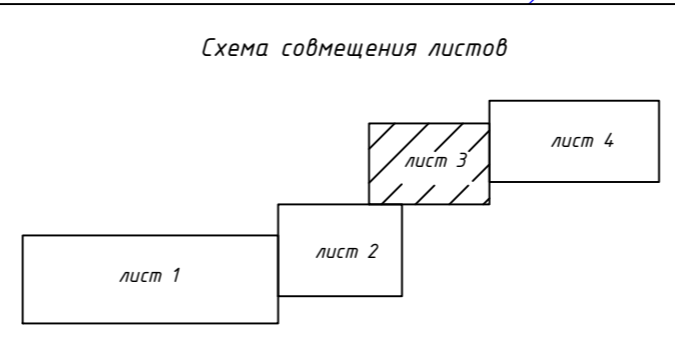 Схема совмещения листов
лист 4
лист 3
лист 2
лист 1